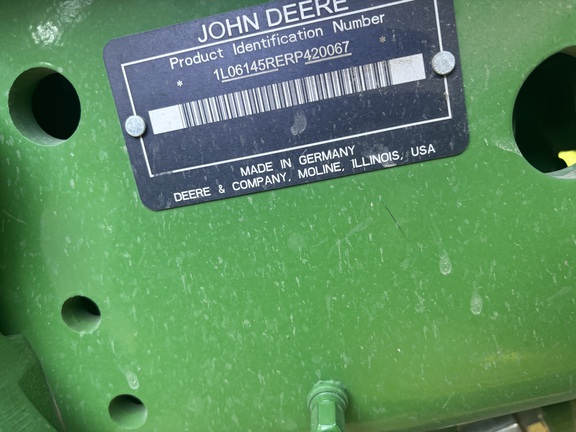 JOHN DEERE
Product Identification Number
* 1L06145RERP420067 *
MADE IN GERMANY
DEERE & COMPANY, MOLINE, ILLINOIS, USA